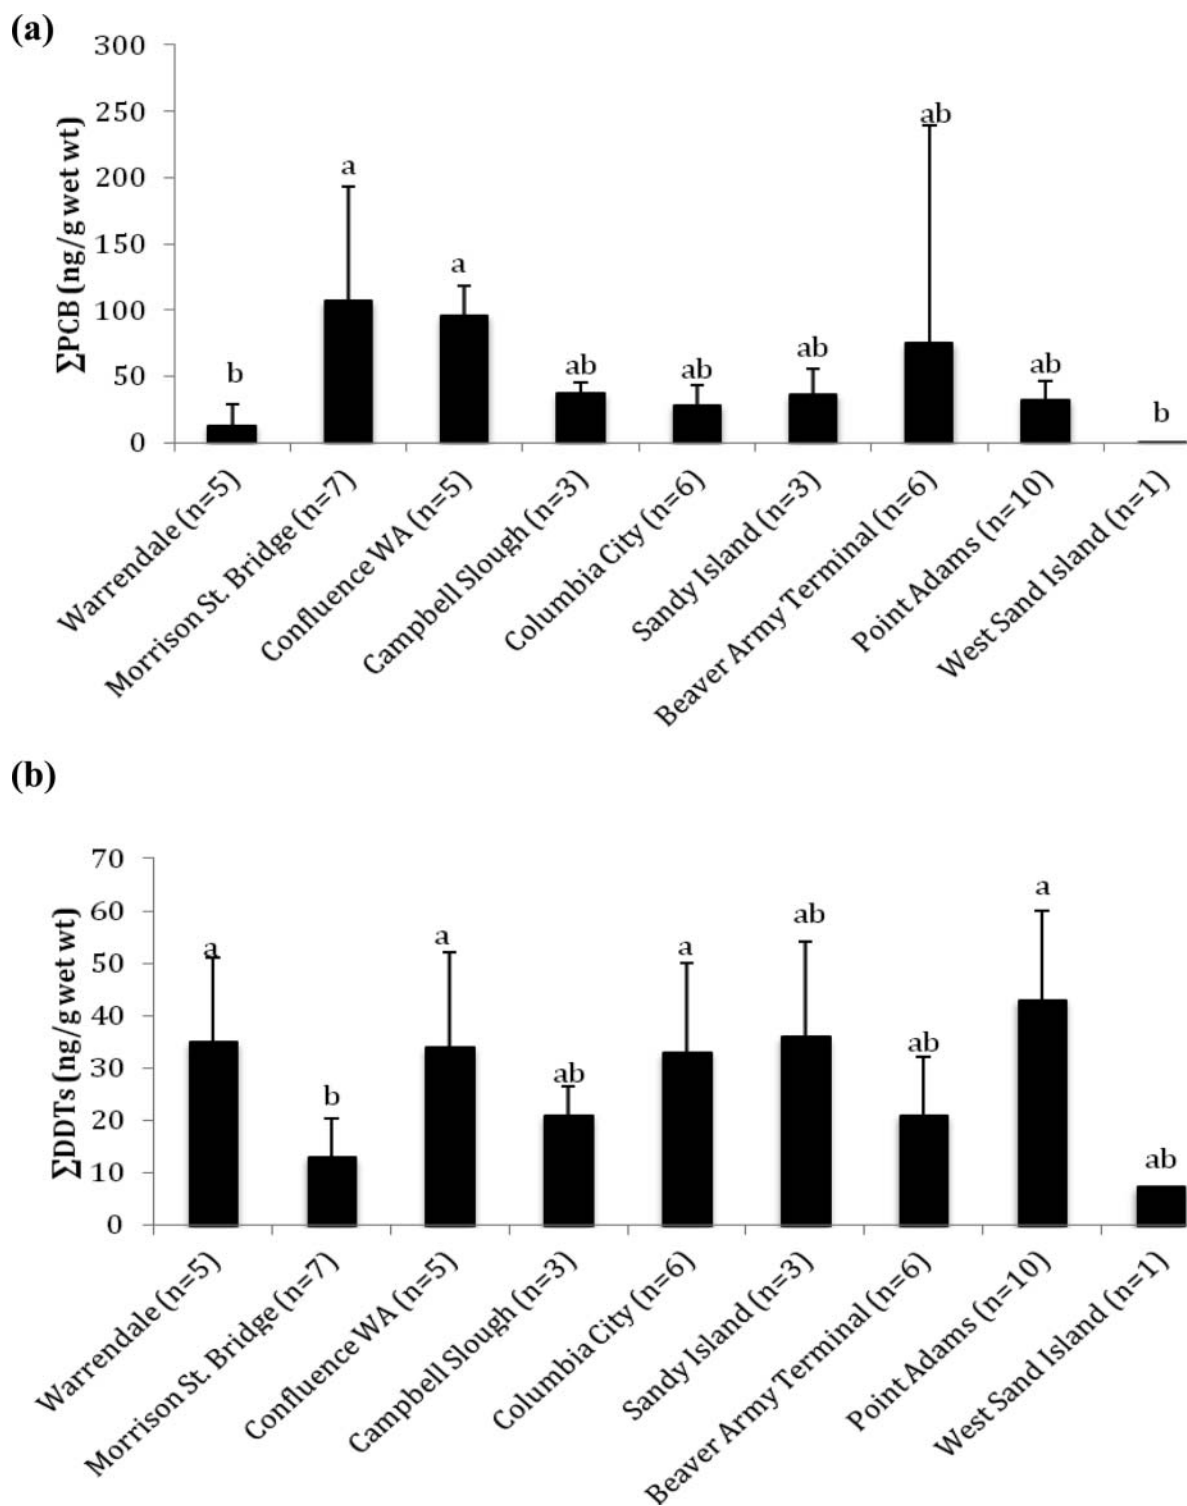 (a)
300
250
200
150
100
50
0
∑PCB (ng/g wet wt)
b
a
a
ab
ab
ab
ab
ab
b
Warrendale (n=5)
Morrison St. Bridge (n=7)
Confluence WA (n=5)
Campbell Slough (n=3)
Columbia City (n=6)
Sandy Island (n=3)
Beaver Army Terminal (n=6)
Point Adams (n=10)
West Sand Island (n=1)
(b)
70
60
50
40
30
20
10
0
∑DDTs (ng/g wet wt)
a
b
a
ab
a
ab
ab
a
ab
Warrendale (n=5)
Morrison St. Bridge (n=7)
Confluence WA (n=5)
Campbell Slough (n=3)
Columbia City (n=6)
Sandy Island (n=3)
Beaver Army Terminal (n=6)
Point Adams (n=10)
West Sand Island (n=1)